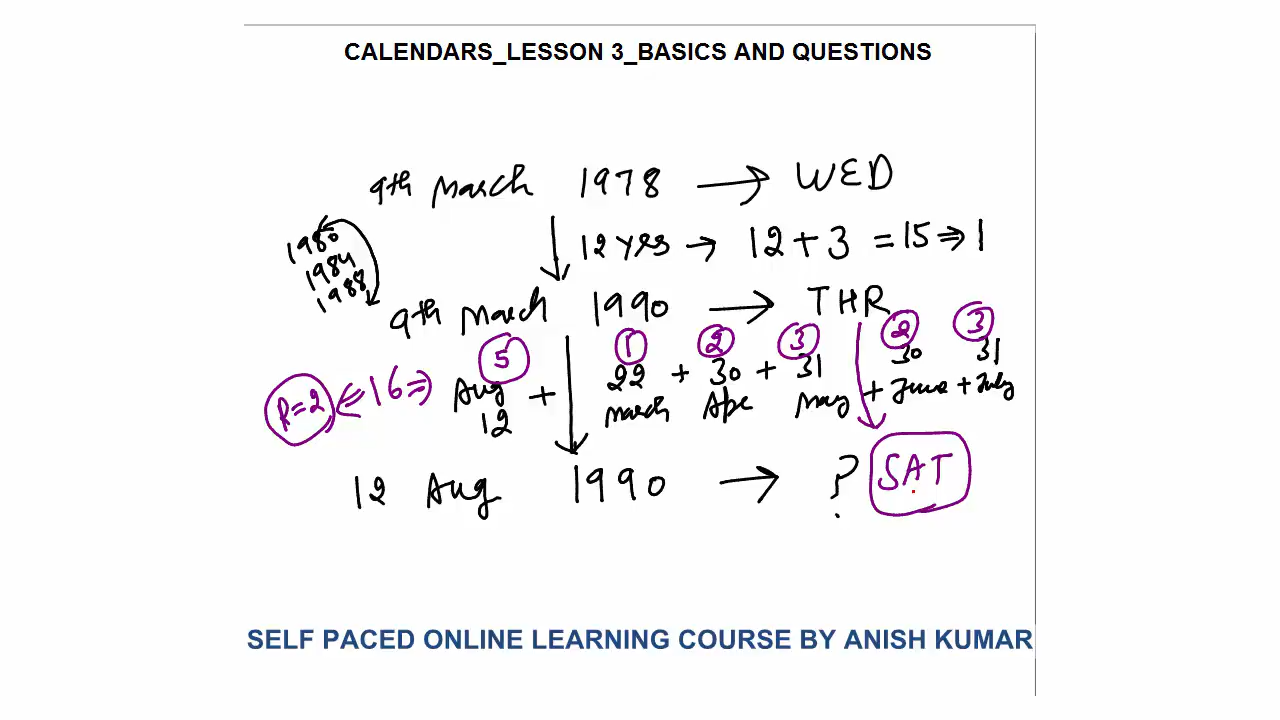 CALENDARS_LESSON 3_BASICS AND QUESTIONS
9th March 1978 → WED
1980
1984
1988
12 yrs → 12 + 3 = 15 ⇒ 1
9th March 1990 → THR
5 1 2 3 2 3
R=2 ⇐ 16 ⇒ Aug + 22 + 30 + 31 30 31
12 March Apr May + June + July
12 Aug 1990 → ? SAT
SELF PACED ONLINE LEARNING COURSE BY ANISH KUMAR